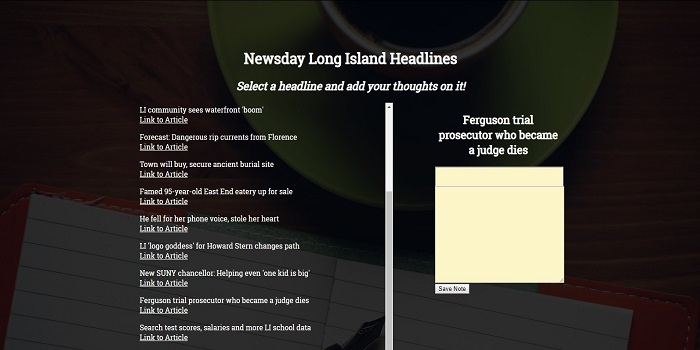 Newsday Long Island Headlines
Select a headline and add your thoughts on it!
LI community sees waterfront 'boom'
Link to Article
Forecast: Dangerous rip currents from Florence
Link to Article
Town will buy, secure ancient burial site
Link to Article
Famed 95-year-old East End eatery up for sale
Link to Article
He fell for her phone voice, stole her heart
Link to Article
LI 'logo goddess' for Howard Stern changes path
Link to Article
New SUNY chancellor: Helping even 'one kid is big'
Link to Article
Ferguson trial prosecutor who became a judge dies
Link to Article
Search test scores, salaries and more LI school data
Link to Article
Ferguson trial
prosecutor who became
a judge dies
Save Note